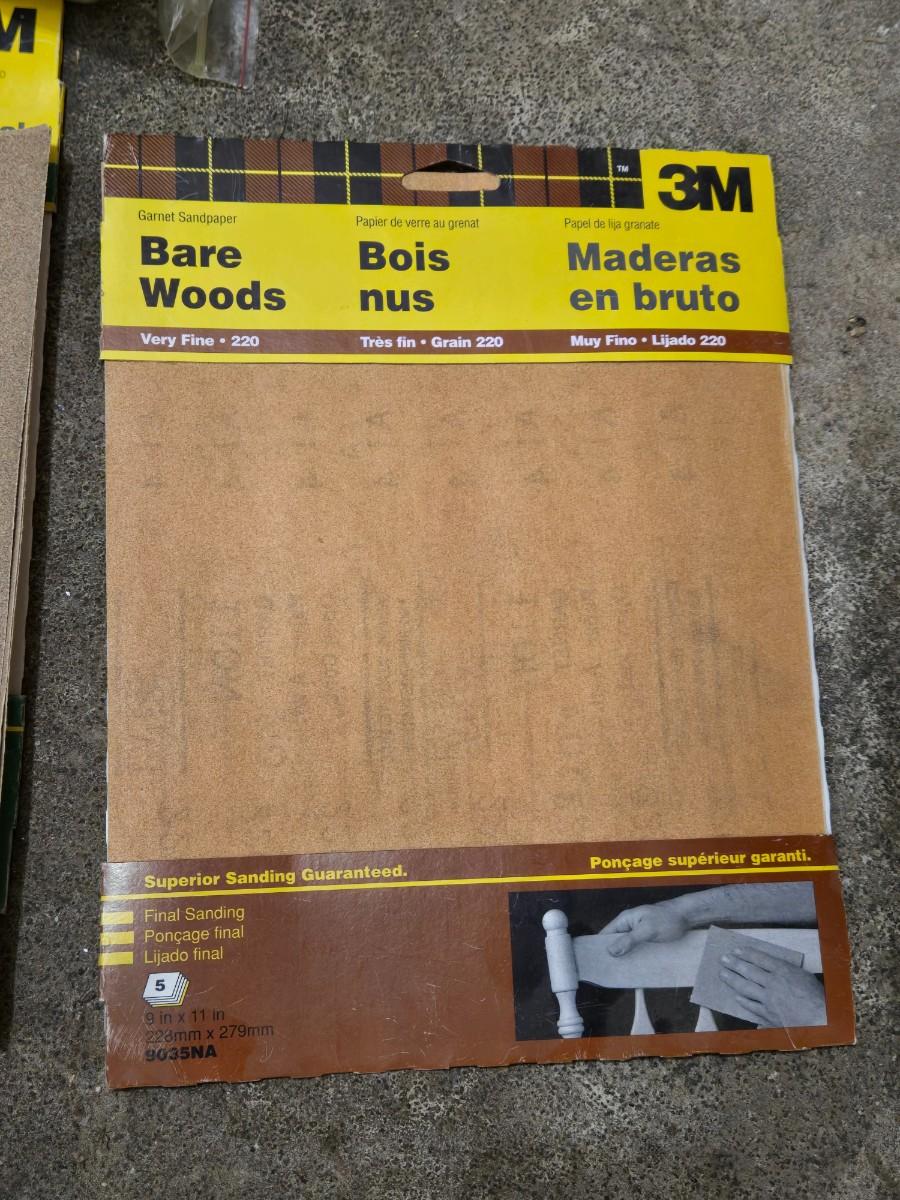 M
3M
TM
Garnet Sandpaper
Bare
Woods
Very Fine • 220
Papier de verre au grenat
Bois
nus
Très fin • Grain 220
Papel de lija granate
Maderas
en bruto
Muy Fino • Lijado 220
Superior Sanding Guaranteed.
Ponçage supérieur garanti.
Final Sanding
Ponçage final
Lijado final
5
9 in x 11 in
228mm x 279mm
9035NA